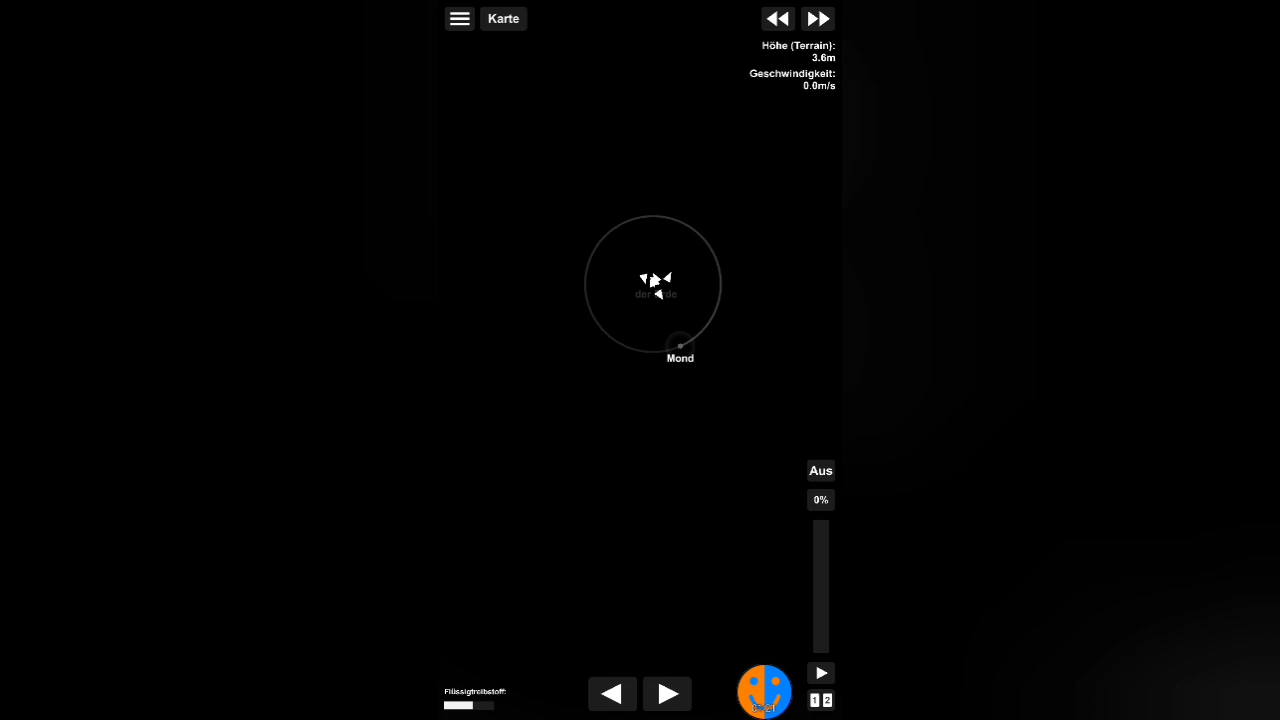 Karte
Höhe (Terrain):
3.6m
Geschwindigkeit:
0.0m/s
Mond
Aus
0%
Flüssigtreibstoff:
1 2